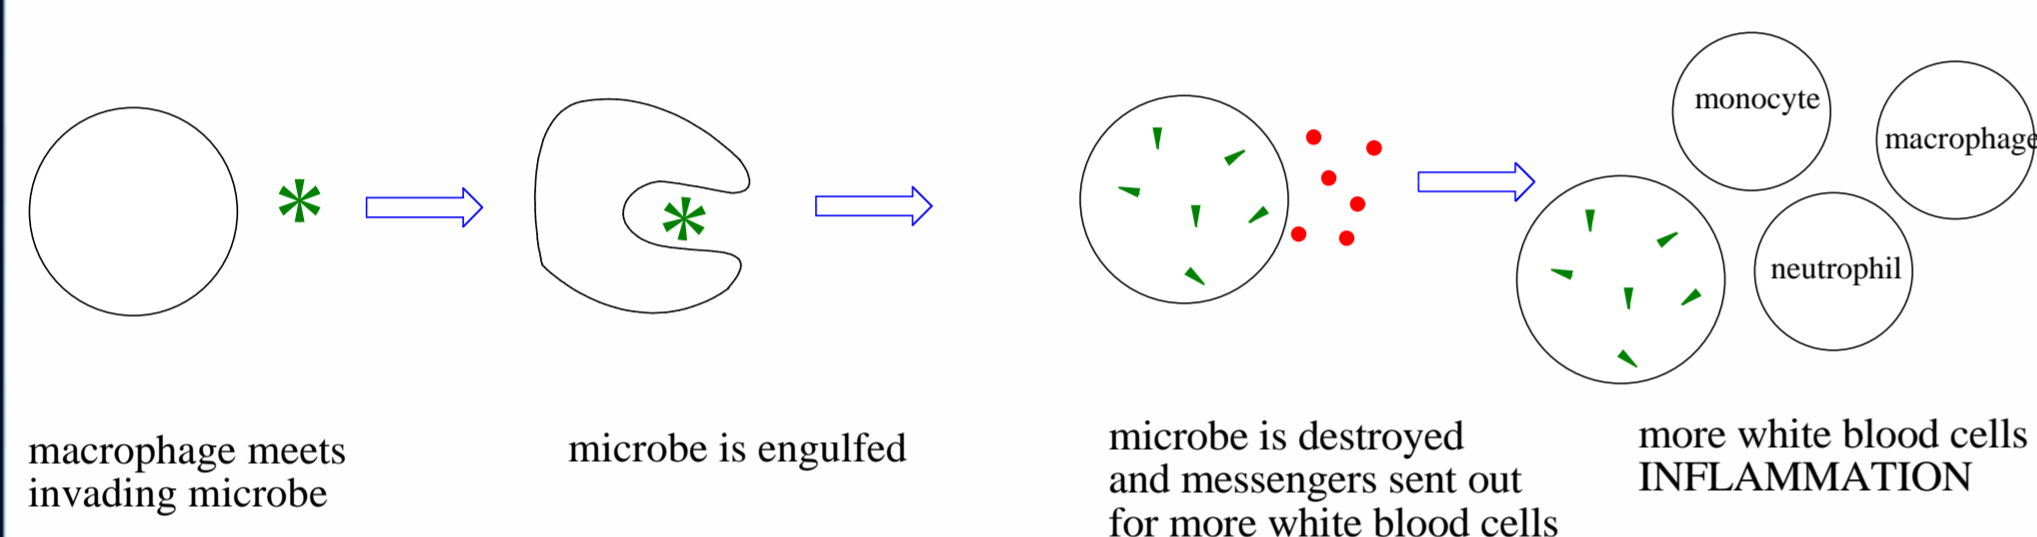 monocyte
macrophage
neutrophil
macrophage meets
invading microbe
microbe is engulfed
microbe is destroyed
and messengers sent out
for more white blood cells
more white blood cells
INFLAMMATION